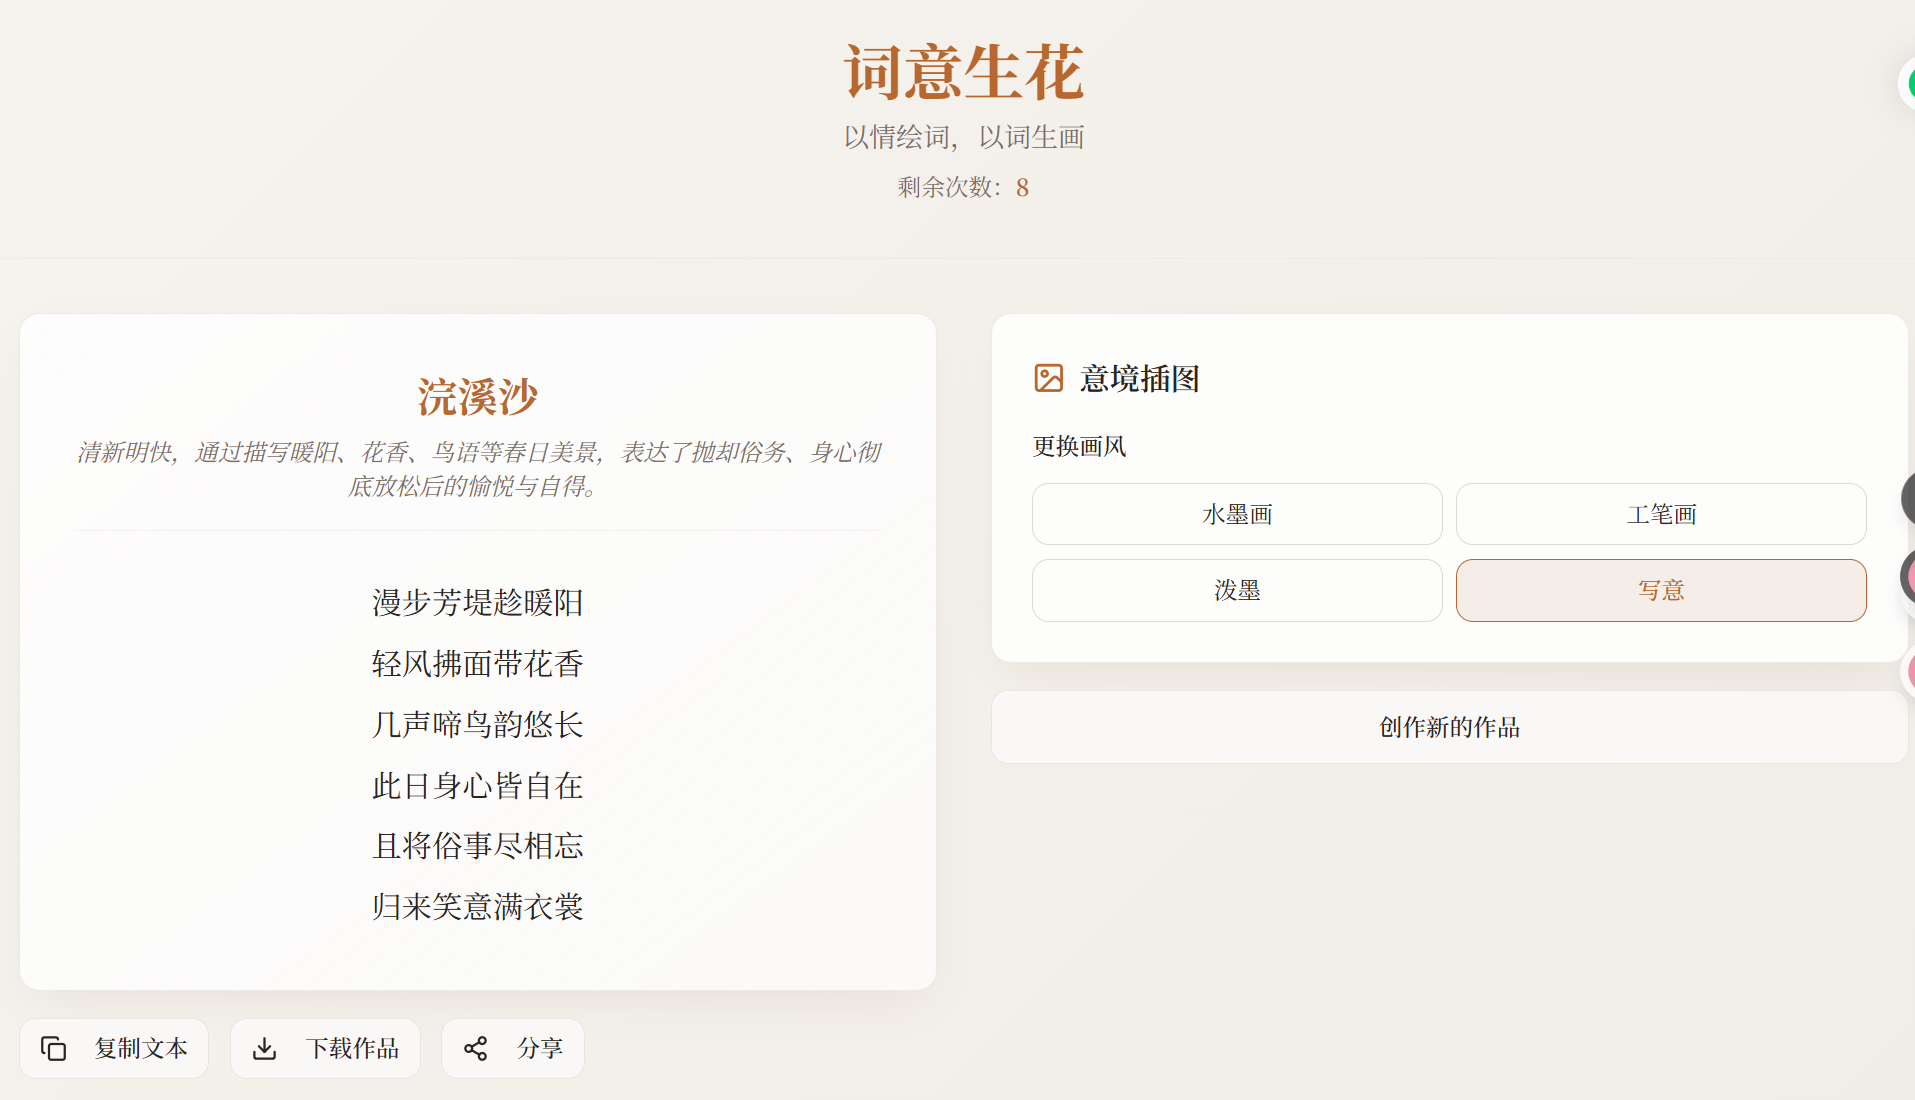 词意生花
以情绘词，以词生画
剩余次数：8
浣溪沙
清新明快，通过描写暖阳、花香、鸟语等春日美景，表达了抛却俗务、身心彻
底放松后的愉悦与自得。
漫步芳堤趁暖阳
轻风拂面带花香
几声啼鸟韵悠长
此日身心皆自在
且将俗事尽相忘
归来笑意满衣裳
复制文本
下载作品
分享
意境插图
更换画风
水墨画
工笔画
泼墨
写意
创作新的作品